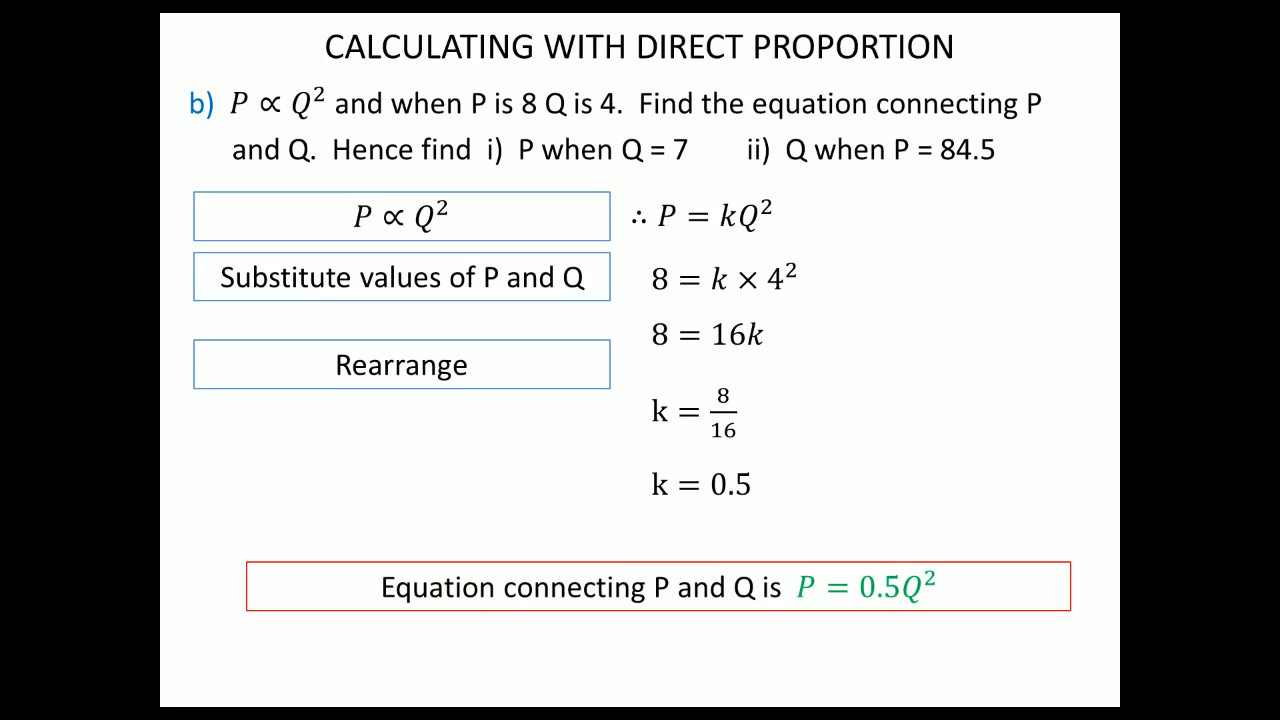 CALCULATING WITH DIRECT PROPORTION
b) P ∝ Q² and when P is 8 Q is 4. Find the equation connecting P
and Q. Hence find i) P when Q = 7 ii) Q when P = 84.5
P ∝ Q² ∴ P = kQ²
Substitute values of P and Q 8 = k × 4²
8 = 16k
Rearrange
k = 8/16
k = 0.5
Equation connecting P and Q is P = 0.5Q²